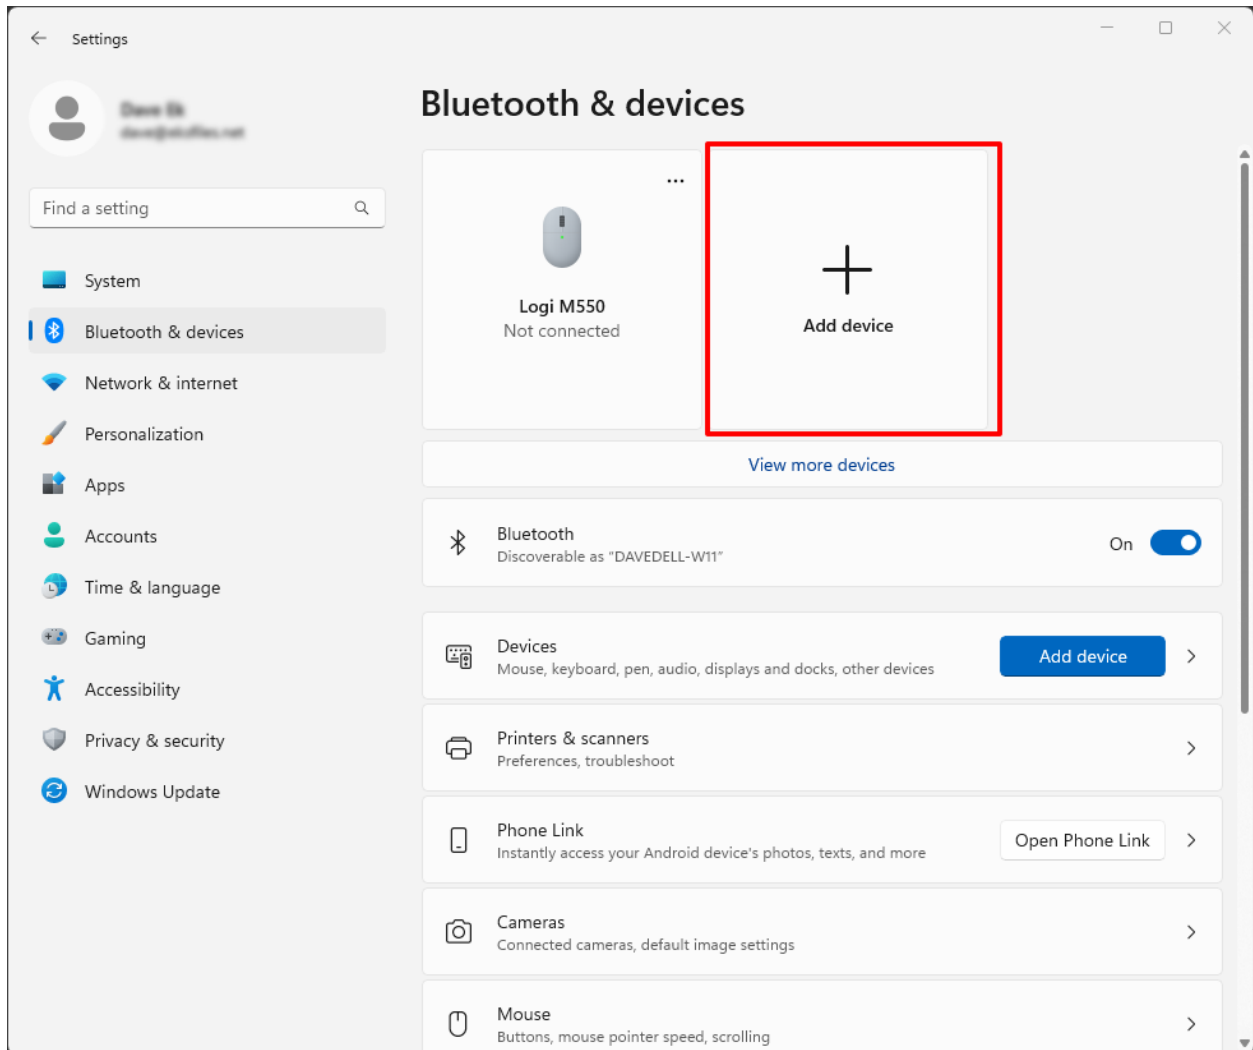 Settings
Bluetooth & devices
Find a setting
System
Bluetooth & devices
Network & internet
Personalization
Apps
Accounts
Time & language
Gaming
Accessibility
Privacy & security
Windows Update
Logi M550
Not connected
Add device
View more devices
Bluetooth
Discoverable as "DAVEDELL-W11"
On
Devices
Mouse, keyboard, pen, audio, displays and docks, other devices
Add device
Printers & scanners
Preferences, troubleshoot
Phone Link
Instantly access your Android device's photos, texts, and more
Open Phone Link
Cameras
Connected cameras, default image settings
Mouse
Buttons, mouse pointer speed, scrolling